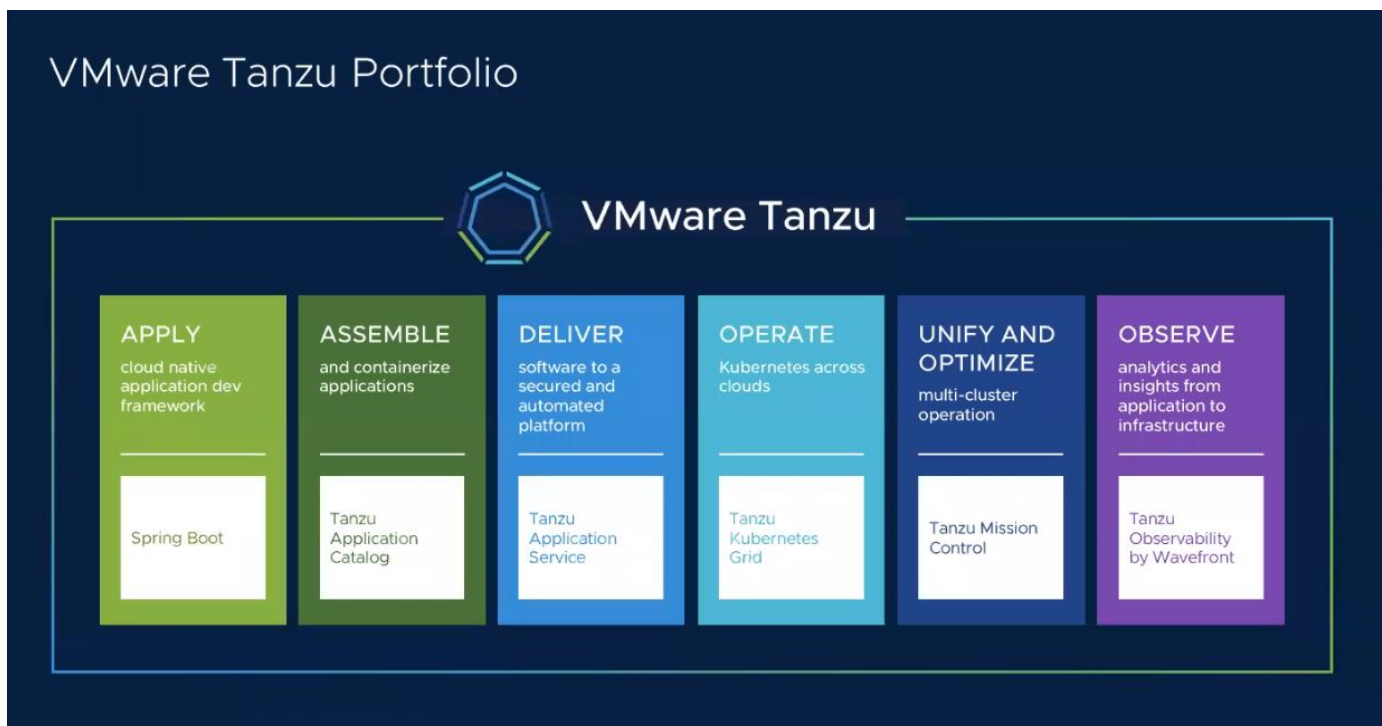 VMware Tanzu Portfolio
VMware Tanzu
APPLY
cloud native
application dev
framework
Spring Boot
ASSEMBLE
and containerize
applications
Tanzu
Application
Catalog
DELIVER
software to a
secured and
automated
platform
Tanzu
Application
Service
OPERATE
Kubernetes across
clouds
Tanzu
Kubernetes
Grid
UNIFY AND
OPTIMIZE
multi-cluster
operation
Tanzu Mission
Control
OBSERVE
analytics and
insights from
application to
infrastructure
Tanzu
Observability
by Wavefront